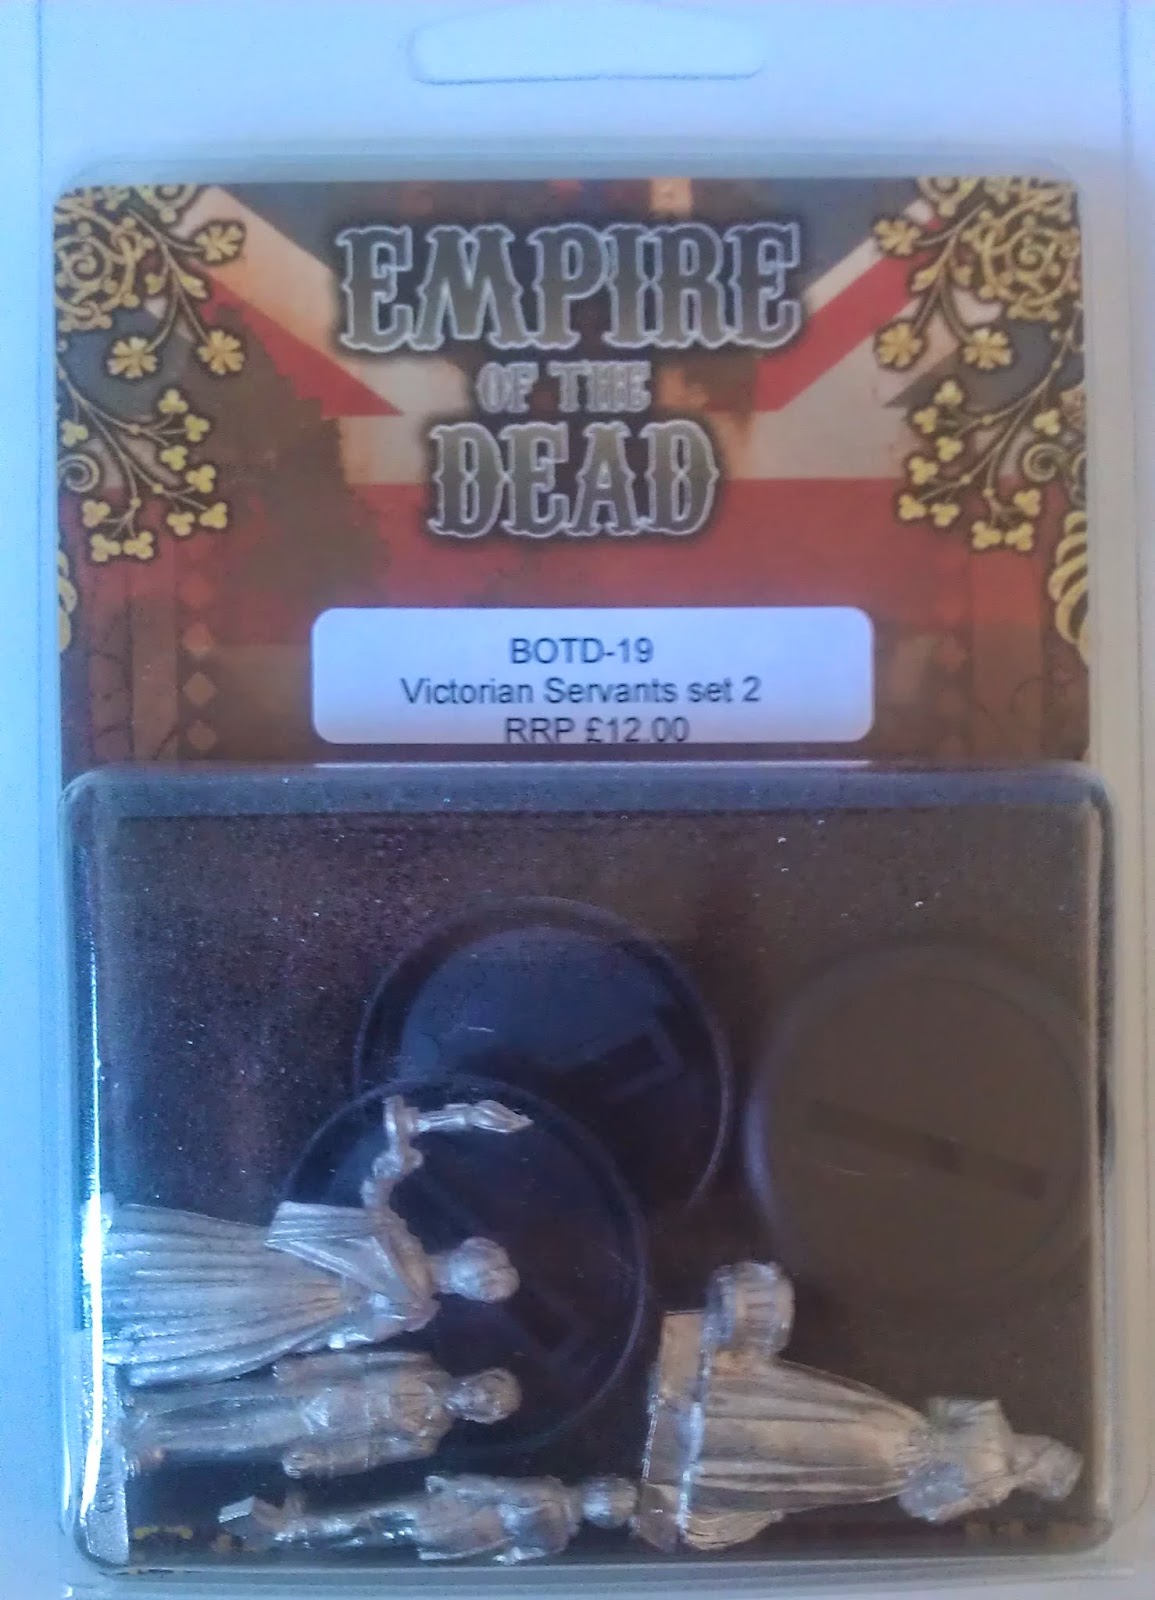 EMPIRE
OF THE
DEAD
BOTD-19
Victorian Servants set 2
RRP £12.00